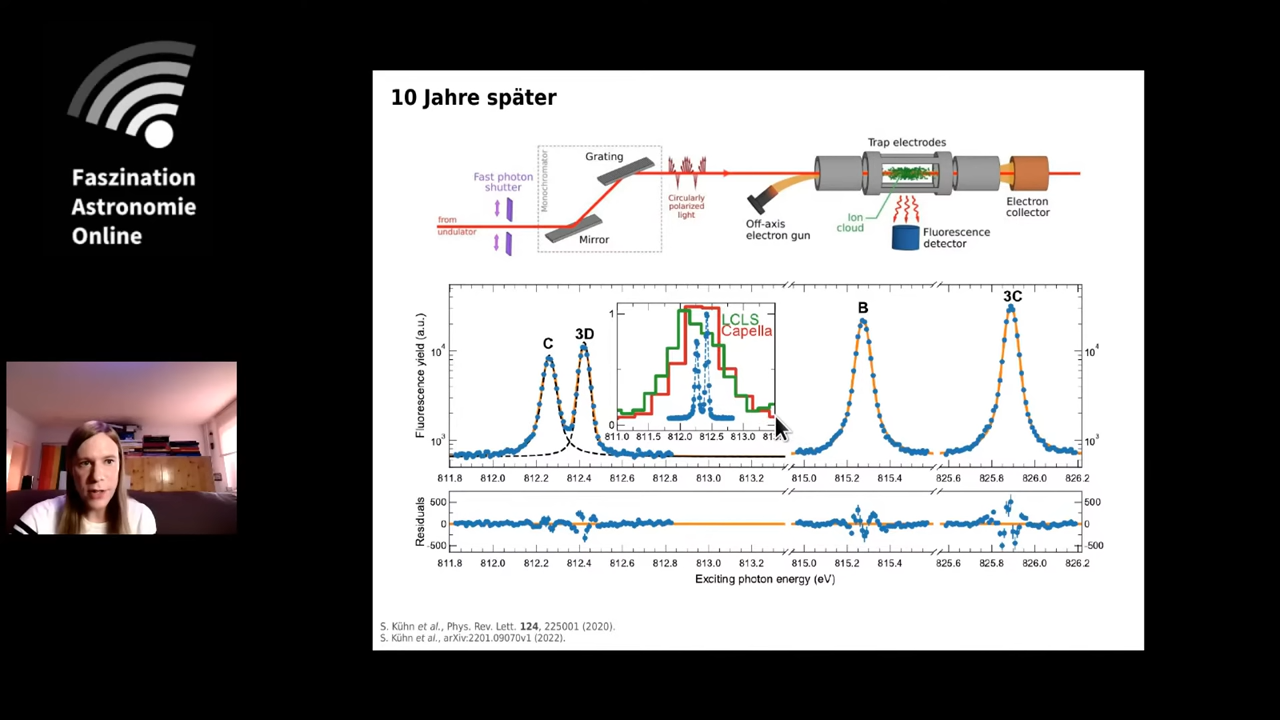 Faszination
Astronomie
Online
10 Jahre später
Fast photon
shutter
Monochromator
Grating
Mirror
from
undulator
Circularly
polarized
light
Off-axis
electron gun
Trap electrodes
Ion
cloud
Fluorescence
detector
Electron
collector
Fluorescence yield (a.u.)
10⁴
10³
C
3D
B
3C
10⁴
10³
1
0
LCLS
Capella
811.0 811.5 812.0 812.5 813.0
811.8 812.0 812.2 812.4 812.6 812.8 813.0 813.2 815.0 815.2 815.4 825.6 825.8 826.0 826.2
Residuals
500
0
-500
500
0
-500
811.8 812.0 812.2 812.4 812.6 812.8 813.0 813.2 815.0 815.2 815.4 825.6 825.8 826.0 826.2
Exciting photon energy (eV)
S. Kühn et al., Phys. Rev. Lett. 124, 225001 (2020).
S. Kühn et al., arXiv:2201.09070v1 (2022).